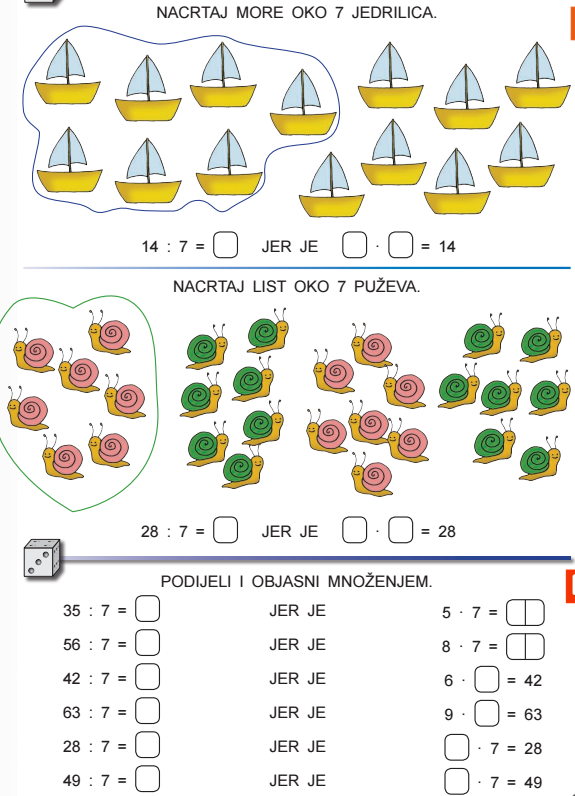 NACRTAJ MORE OKO 7 JEDRILICA.
14 : 7 = JER JE · = 14
NACRTAJ LIST OKO 7 PUŽEVA.
28 : 7 = JER JE · = 28
PODIJELI I OBJASNI MNOŽENJEM.
35 : 7 = JER JE 5 · 7 =
56 : 7 = JER JE 8 · 7 =
42 : 7 = JER JE 6 · = 42
63 : 7 = JER JE 9 · = 63
28 : 7 = JER JE · 7 = 28
49 : 7 = JER JE · 7 = 49